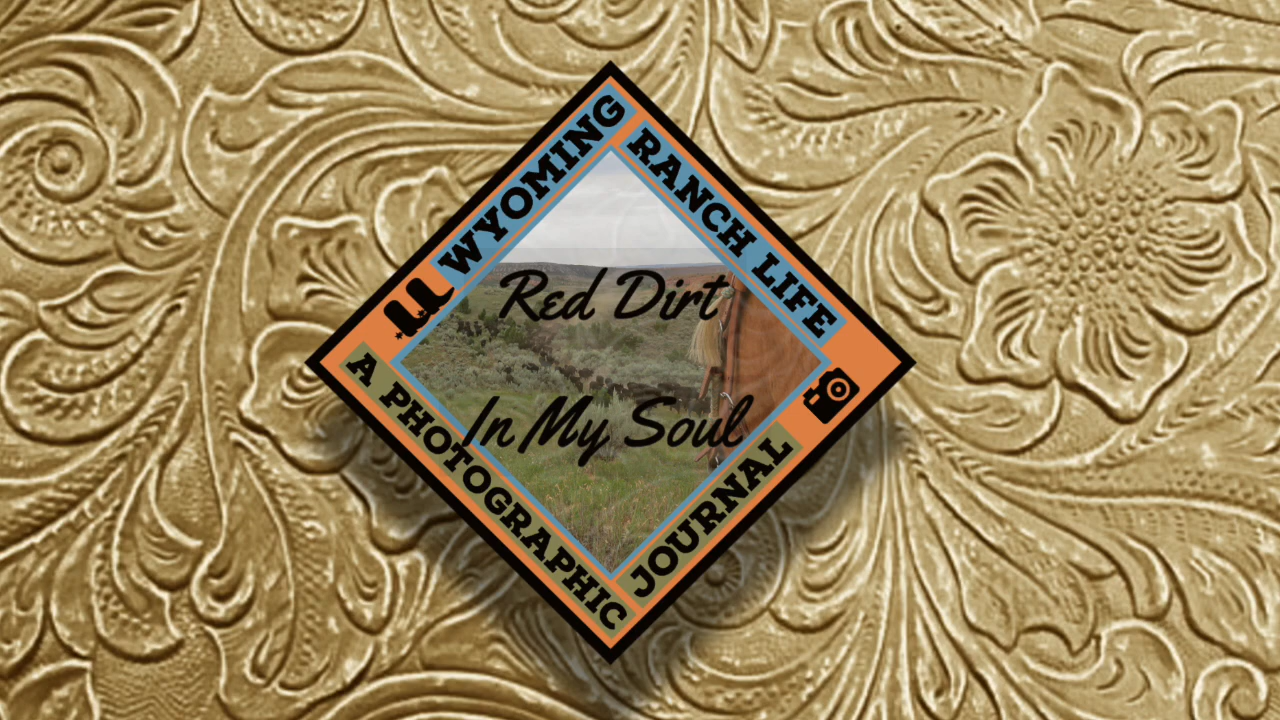 WYOMING
RANCH LIFE
Red Dirt
In My Soul
A PHOTOGRAPHIC
JOURNAL